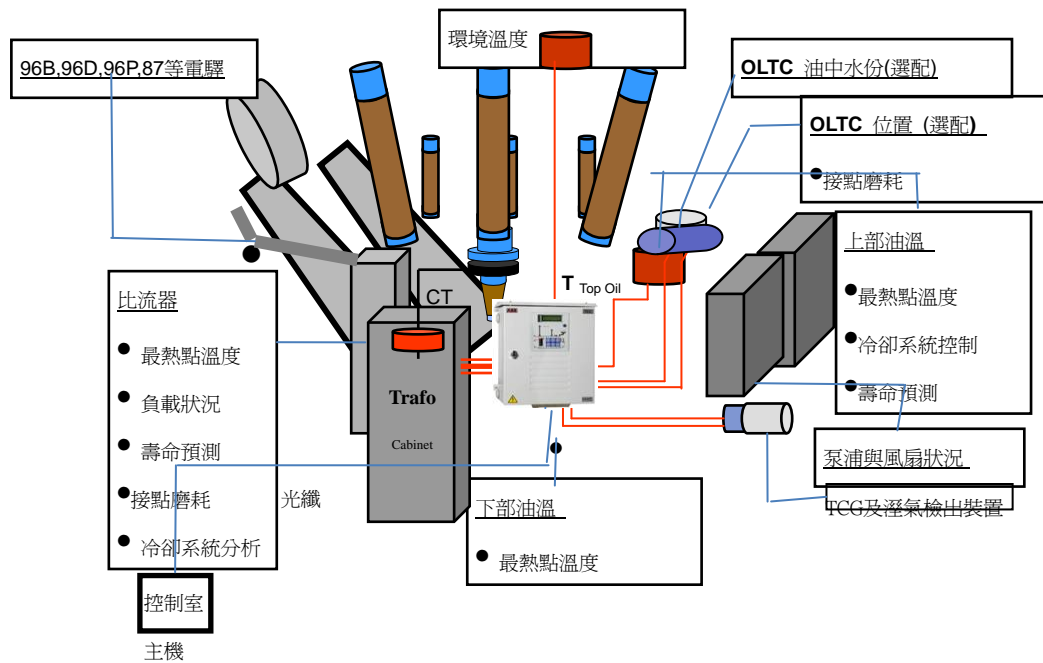 環境溫度
96B,96D,96P,87等電驛
OLTC 油中水份(選配)
OLTC 位置 (選配)
●接點磨耗
上部油溫
●最熱點溫度
●冷卻系統控制
●壽命預測
T Top Oil
CT
ABB
比流器
● 最熱點溫度
● 負載狀況
● 壽命預測
●接點磨耗
● 冷卻系統分析
Trafo
Cabinet
光纖
下部油溫
● 最熱點溫度
泵浦與風扇狀況
TCG及溼氣檢出裝置
控制室
主機